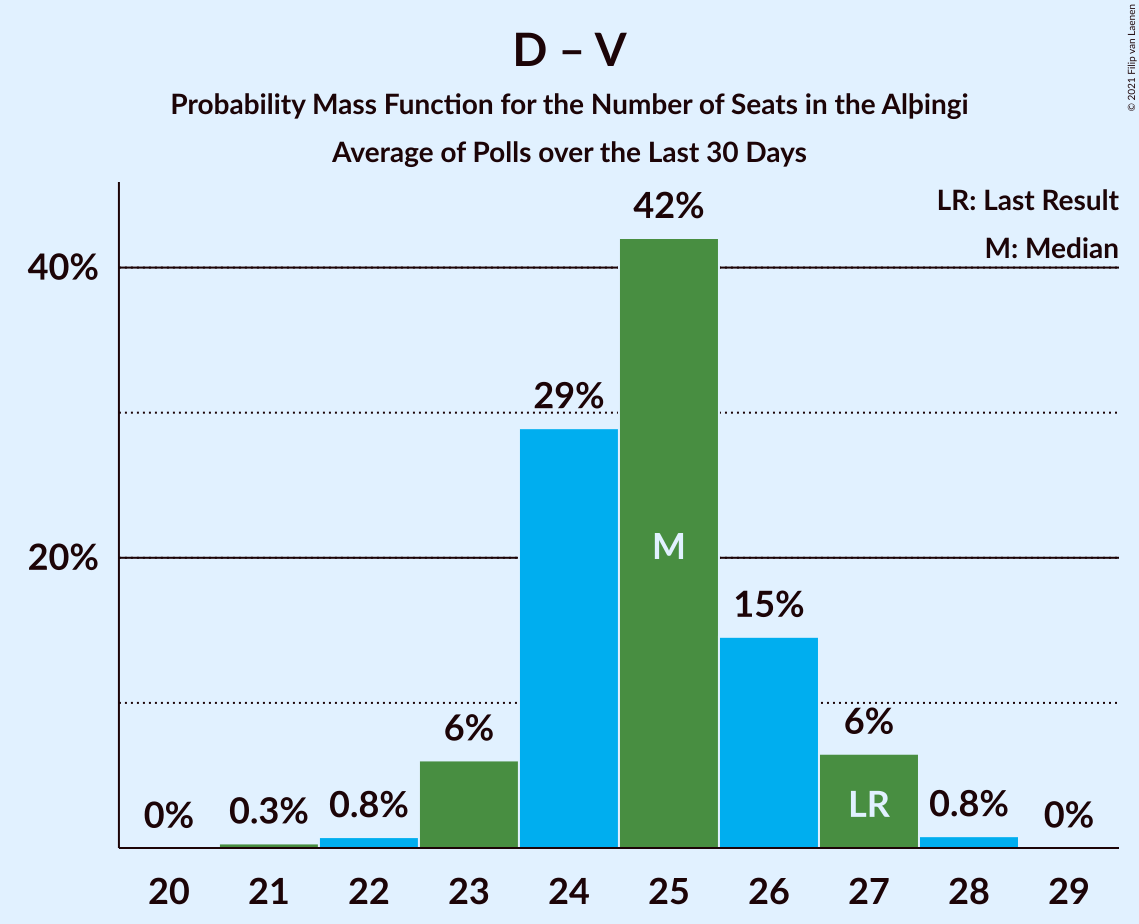 D – V
Probability Mass Function for the Number of Seats in the Alþingi
Average of Polls over the Last 30 Days
© 2021 Filip van Laenen
LR: Last Result
M: Median
40%
20%
0%
0.3%
0.8%
6%
29%
42%
15%
6%
0.8%
0%
M
LR
20 21 22 23 24 25 26 27 28 29